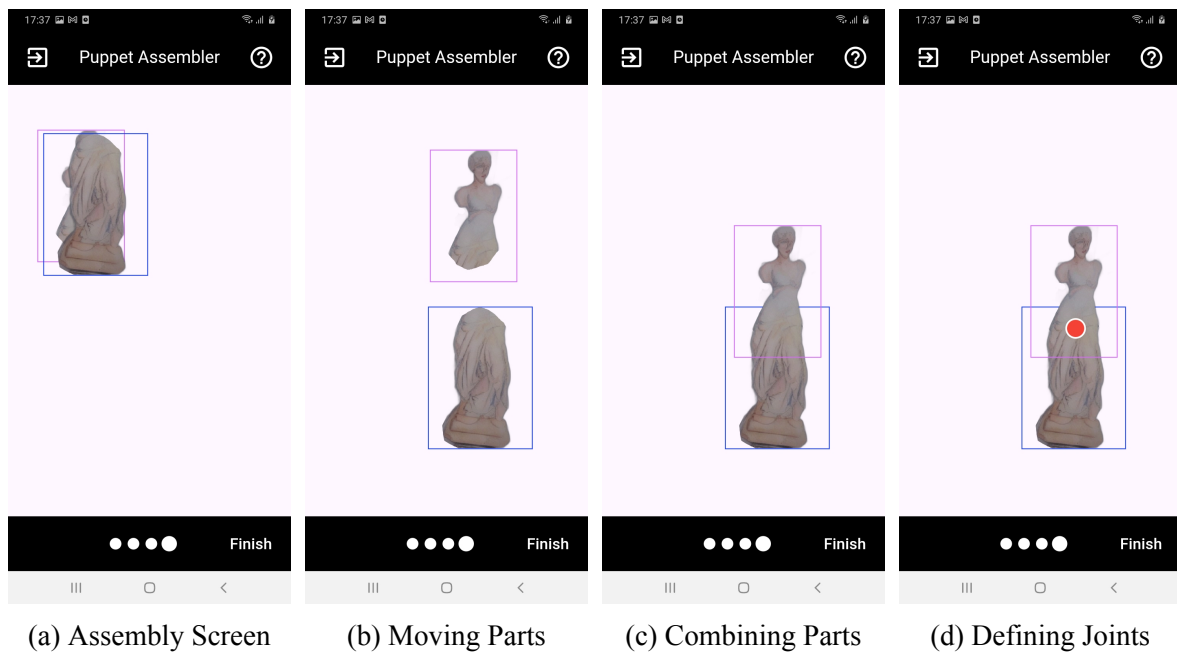 17:37
Puppet Assembler
Finish
(a) Assembly Screen
17:37
Puppet Assembler
Finish
(b) Moving Parts
17:37
Puppet Assembler
Finish
(c) Combining Parts
17:37
Puppet Assembler
Finish
(d) Defining Joints